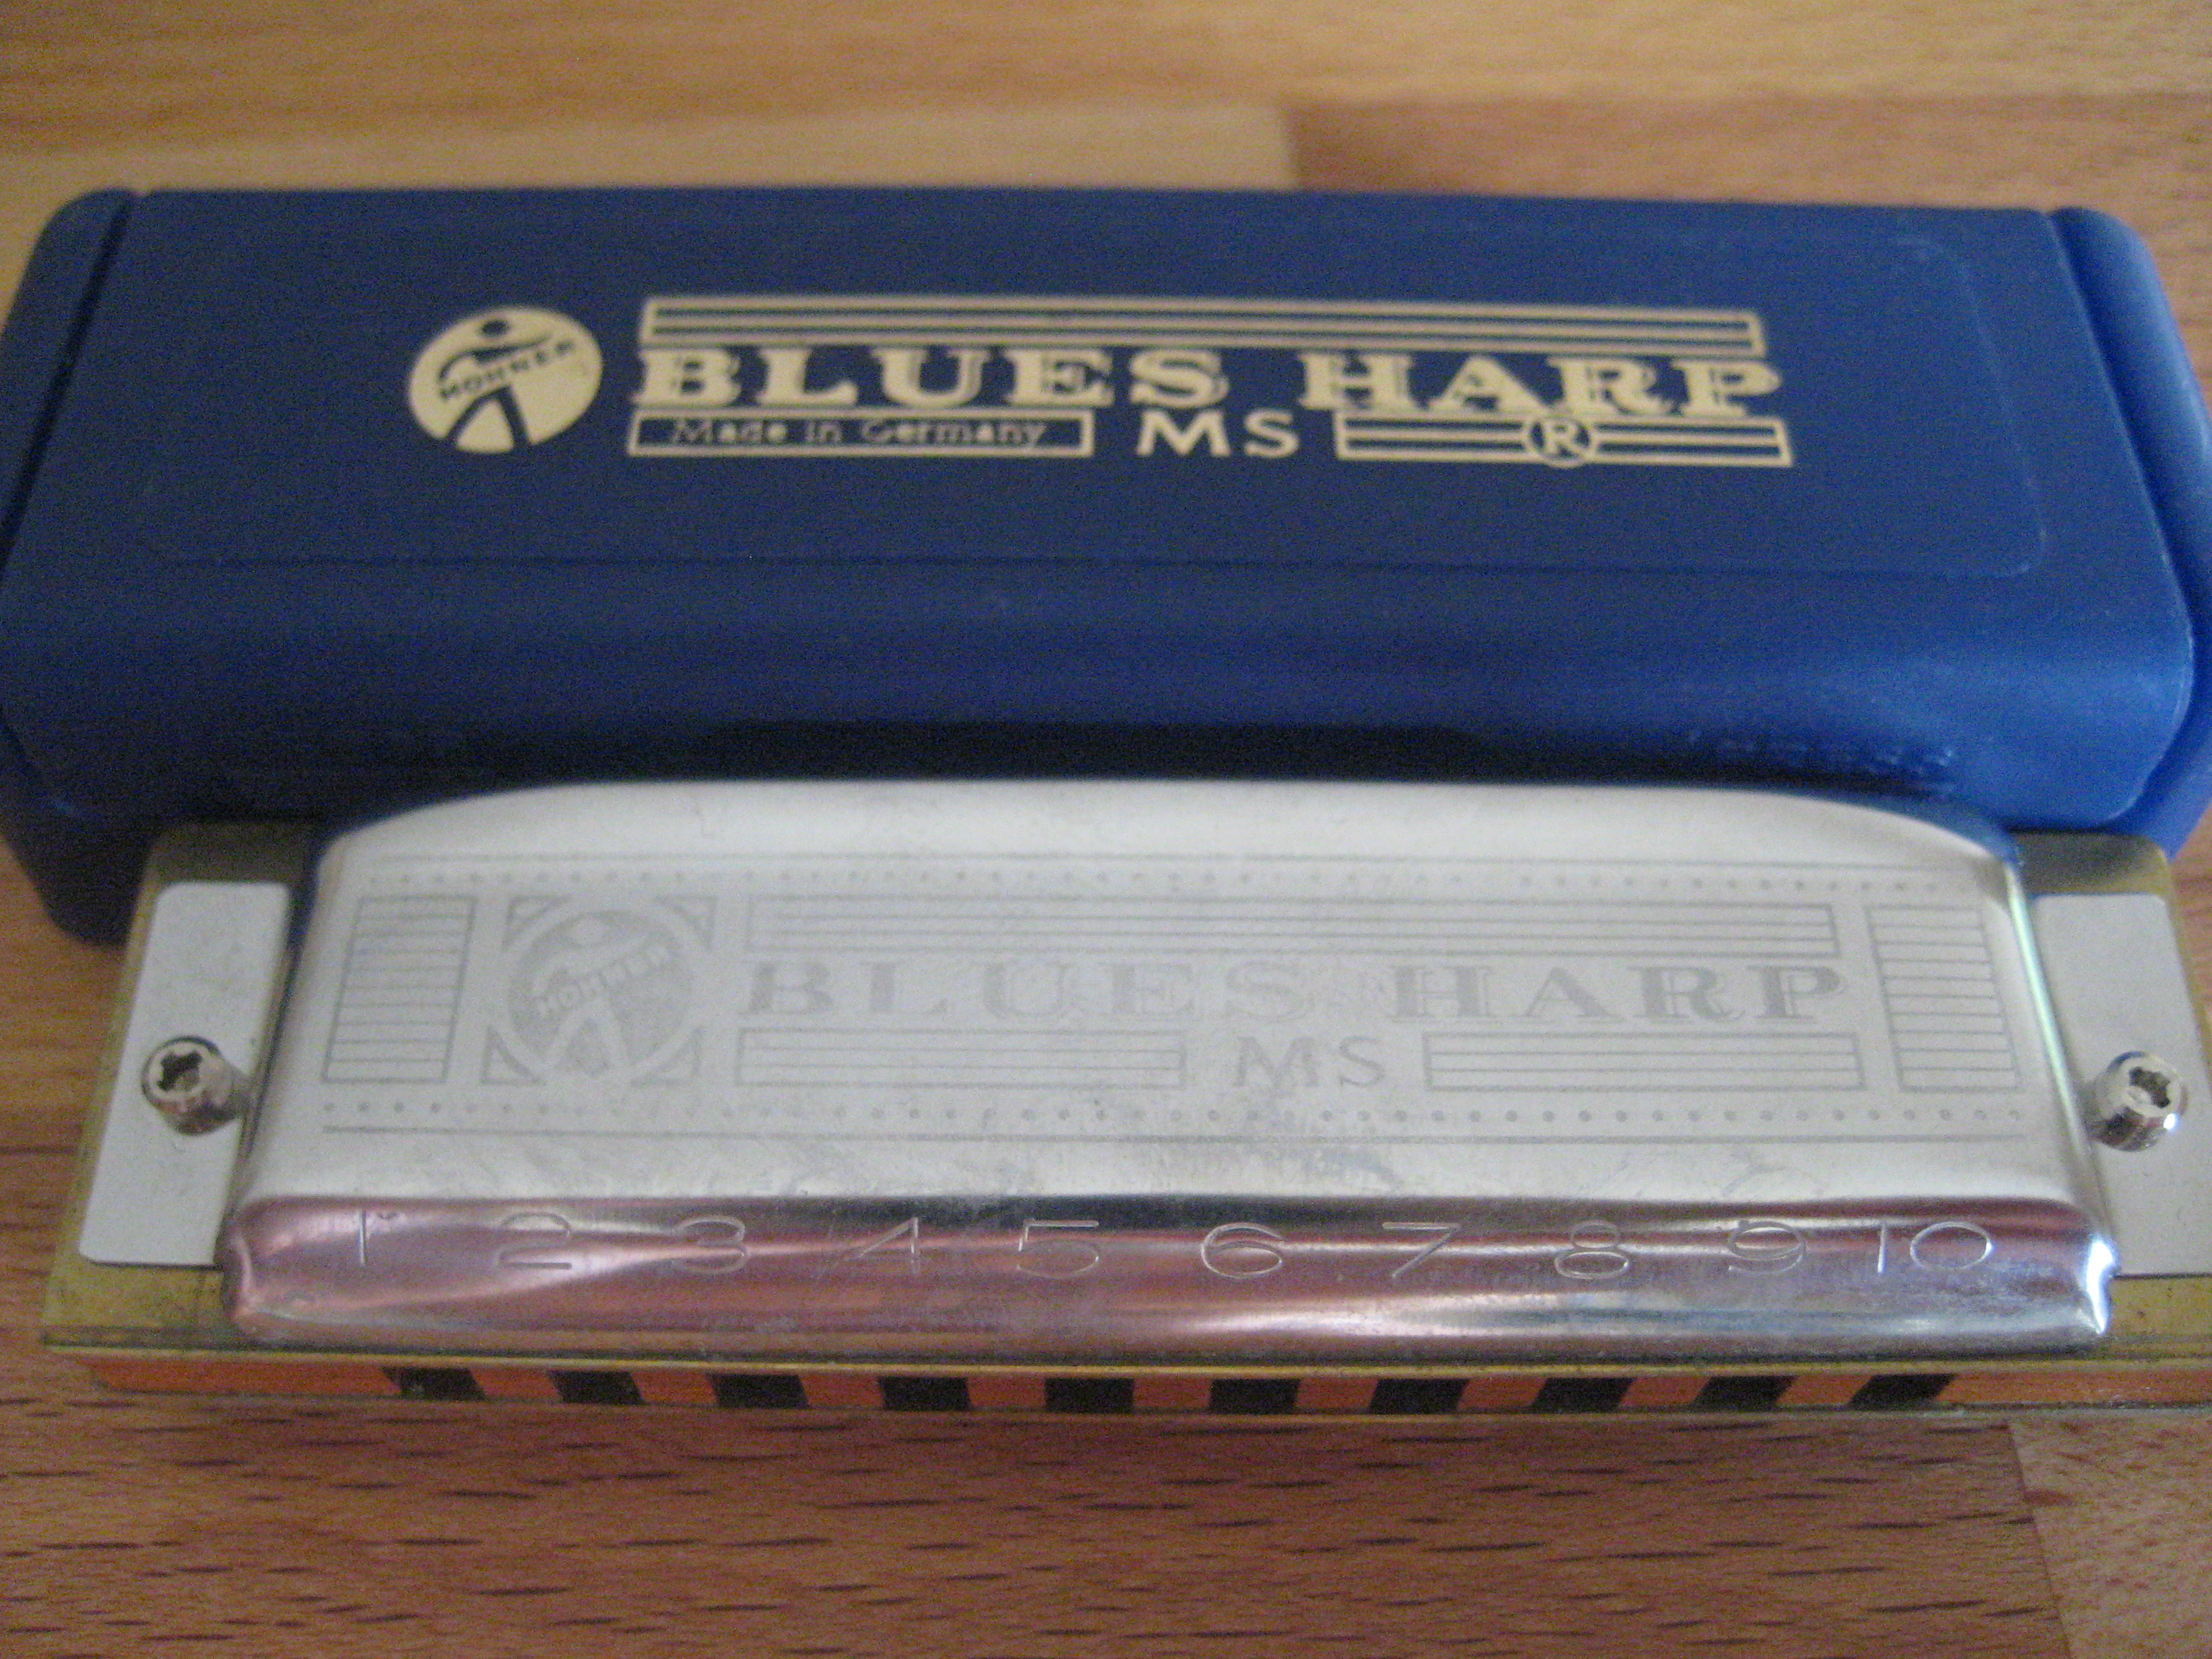 HOHNER
BLUES HARP
Made in Germany MS ®
HOHNER
BLUES HARP
MS
1 2 3 4 5 6 7 8 9 10